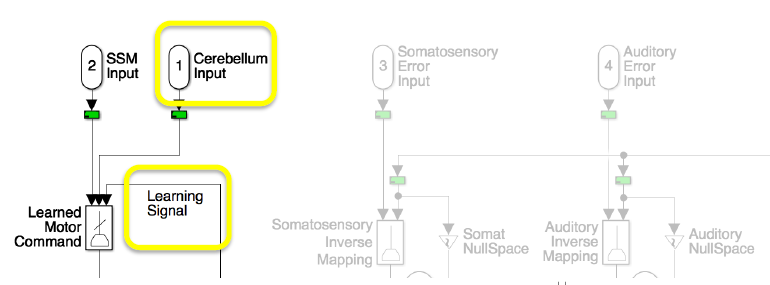 2
SSM
Input
1
Cerebellum
Input
3
Somatosensory
Error
Input
4
Auditory
Error
Input
Learning
Signal
Learned
Motor
Command
Somatosensory
Inverse
Mapping
Somat
NullSpace
Auditory
Inverse
Mapping
Auditory
NullSpace